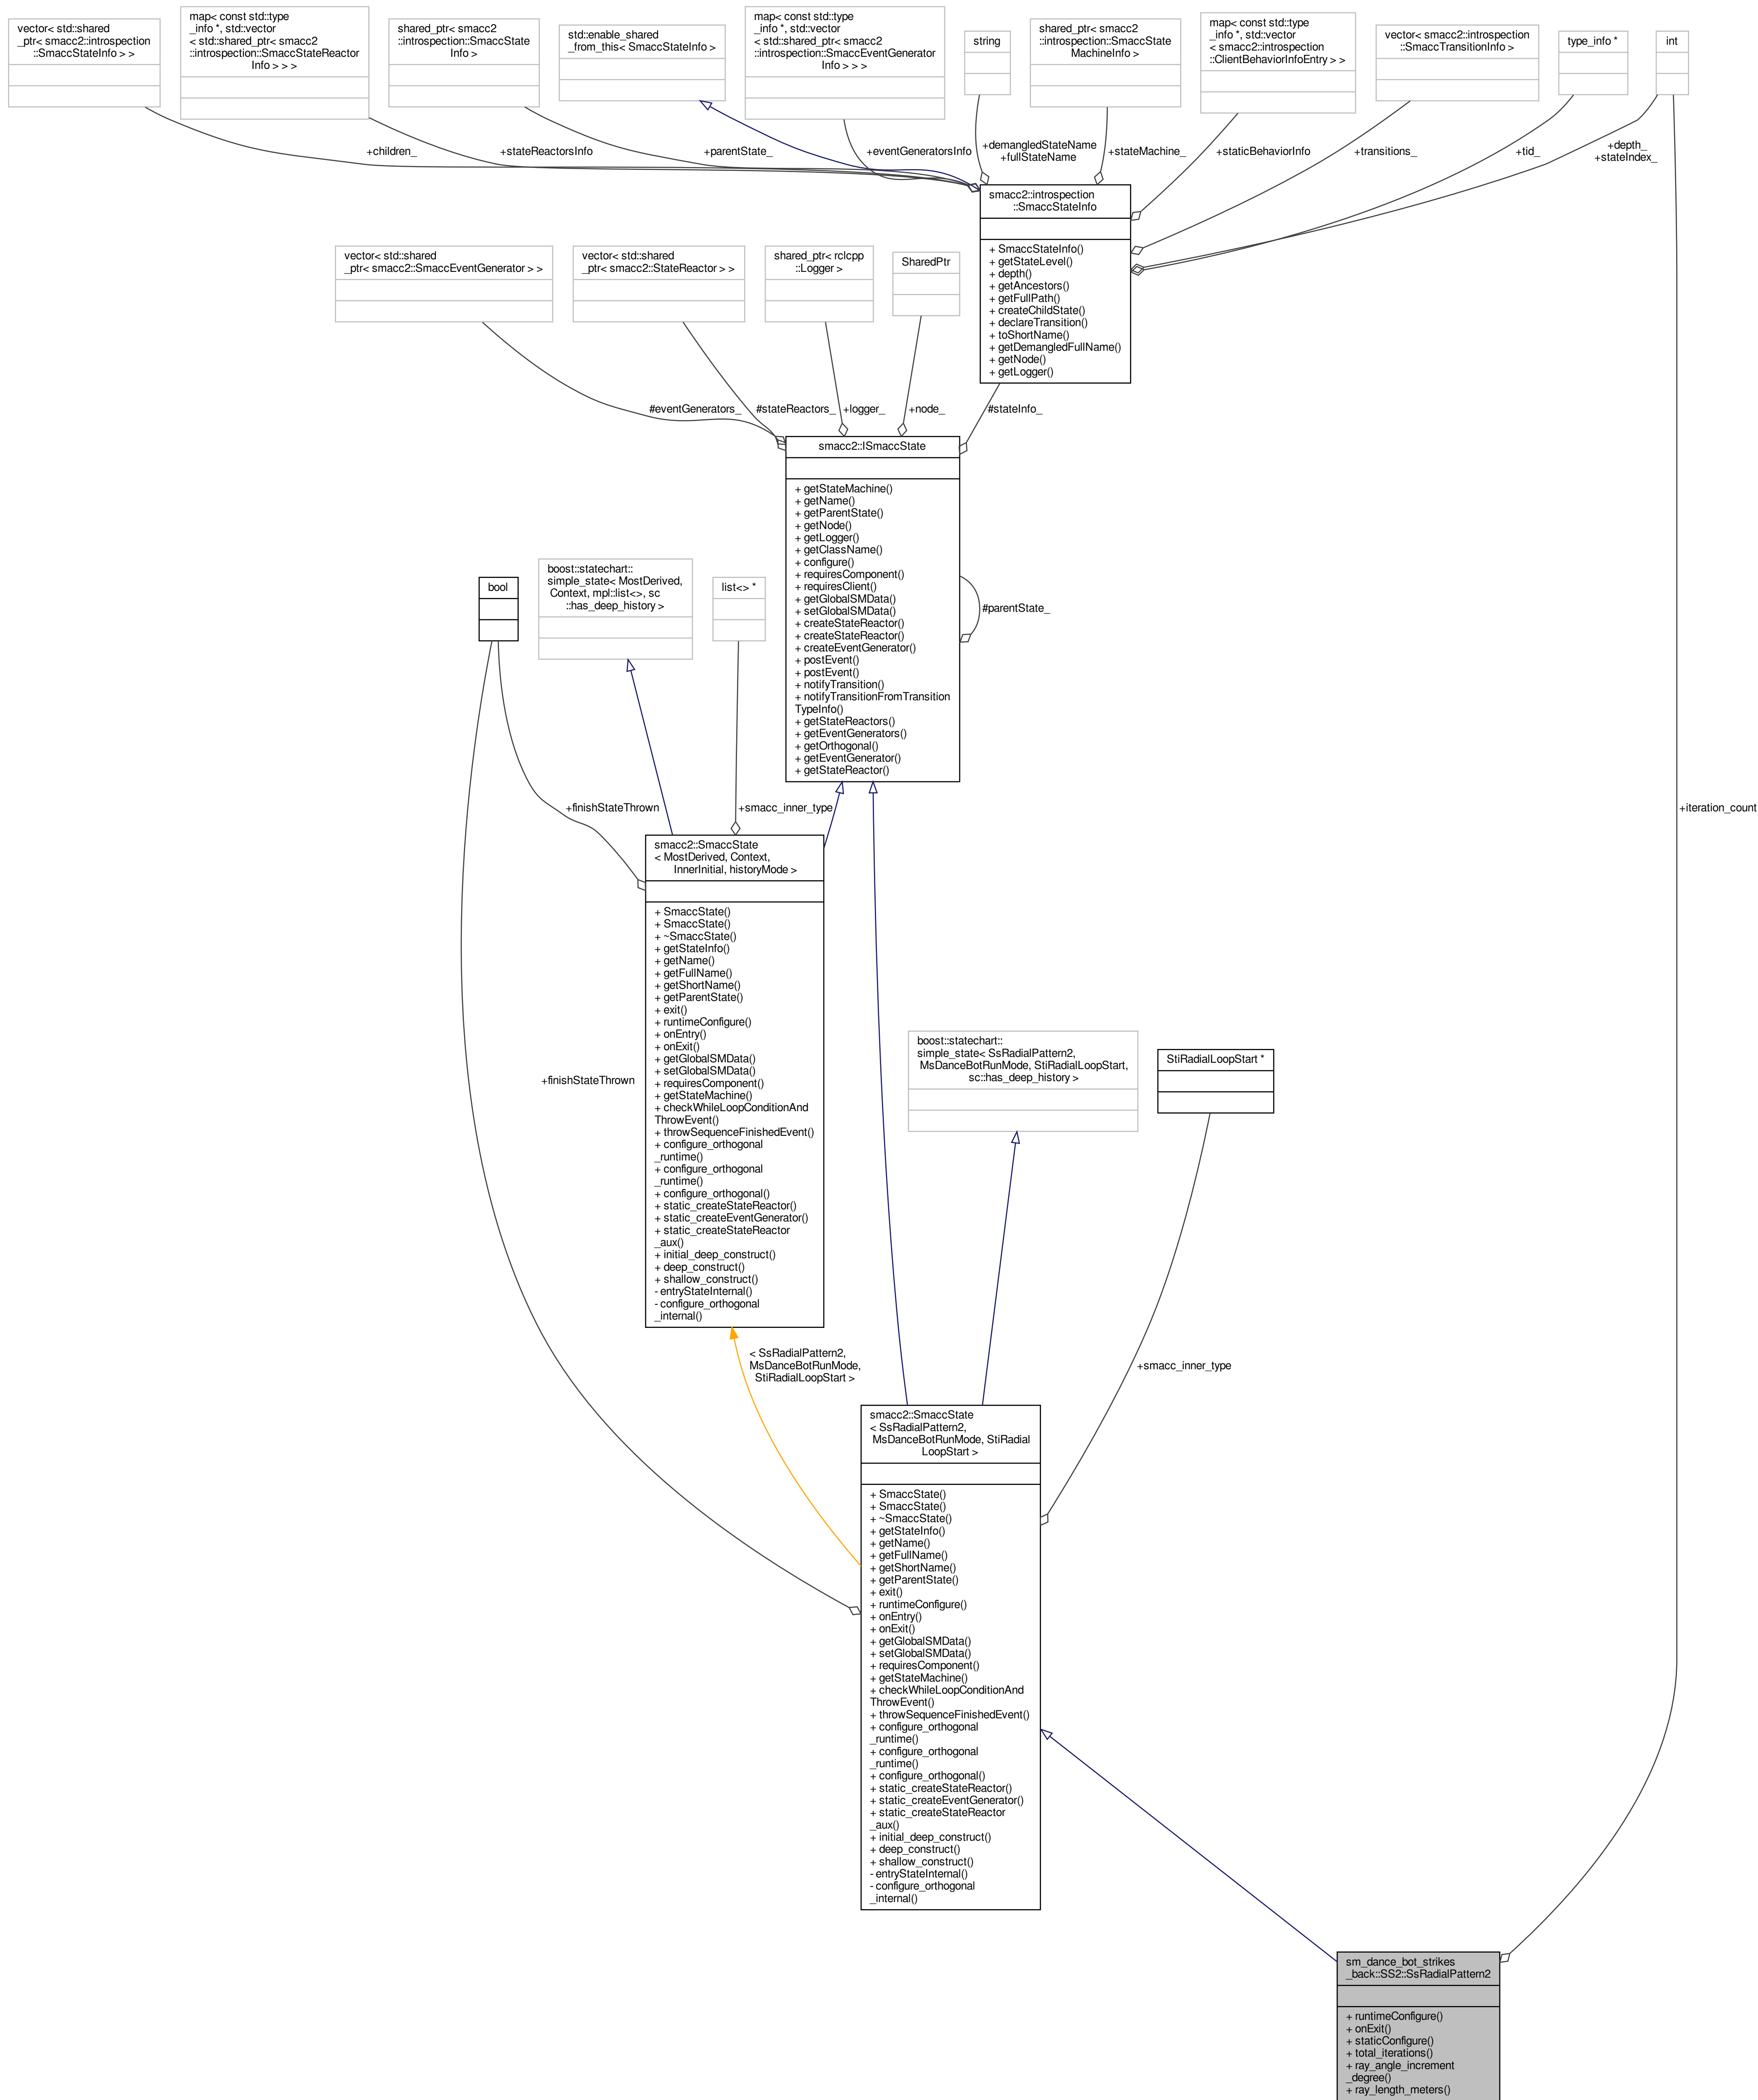 vector< std::shared
_ptr< smacc2::introspection
::SmaccStateInfo > >
map< const std::type
_info *, std::vector
< std::shared_ptr< smacc2
::introspection::SmaccStateReactor
Info > > >
shared_ptr< smacc2
::introspection::SmaccState
Info >
std::enable_shared
_from_this< SmaccStateInfo >
map< const std::type
_info *, std::vector
< std::shared_ptr< smacc2
::introspection::SmaccEventGenerator
Info > > >
string
shared_ptr< smacc2
::introspection::SmaccState
MachineInfo >
map< const std::type
_info *, std::vector
< smacc2::introspection
::ClientBehaviorInfoEntry > >
vector< smacc2::introspection
::SmaccTransitionInfo >
type_info *
int
+children_
+stateReactorsInfo
+parentState_
+eventGeneratorsInfo
+demangledStateName
+fullStateName
+stateMachine_
+staticBehaviorInfo
+transitions_
+tid_
+depth_
+stateIndex_
smacc2::introspection
::SmaccStateInfo
+ SmaccStateInfo()
+ getStateLevel()
+ depth()
+ getAncestors()
+ getFullPath()
+ createChildState()
+ declareTransition()
+ toShortName()
+ getDemangledFullName()
+ getNode()
+ getLogger()
vector< std::shared
_ptr< smacc2::SmaccEventGenerator > >
vector< std::shared
_ptr< smacc2::StateReactor > >
shared_ptr< rclcpp
::Logger >
SharedPtr
#eventGenerators_
#stateReactors_
+logger_
+node_
#stateInfo_
smacc2::ISmaccState
+ getStateMachine()
+ getName()
+ getParentState()
+ getNode()
+ getLogger()
+ getClassName()
+ configure()
+ requiresComponent()
+ requiresClient()
+ getGlobalSMData()
+ setGlobalSMData()
+ createStateReactor()
+ createStateReactor()
+ createEventGenerator()
+ postEvent()
+ postEvent()
+ notifyTransition()
+ notifyTransitionFromTransition
TypeInfo()
+ getStateReactors()
+ getEventGenerators()
+ getOrthogonal()
+ getEventGenerator()
+ getStateReactor()
#parentState_
bool
boost::statechart::
simple_state< MostDerived,
Context, mpl::list<>, sc
::has_deep_history >
list<> *
+finishStateThrown
+smacc_inner_type
+iteration_count
smacc2::SmaccState
< MostDerived, Context,
InnerInitial, historyMode >
+ SmaccState()
+ SmaccState()
+ ~SmaccState()
+ getStateInfo()
+ getName()
+ getFullName()
+ getShortName()
+ getParentState()
+ exit()
+ runtimeConfigure()
+ onEntry()
+ onExit()
+ getGlobalSMData()
+ setGlobalSMData()
+ requiresComponent()
+ getStateMachine()
+ checkWhileLoopConditionAnd
ThrowEvent()
+ throwSequenceFinishedEvent()
+ configure_orthogonal
_runtime()
+ configure_orthogonal
_runtime()
+ configure_orthogonal()
+ static_createStateReactor()
+ static_createEventGenerator()
+ static_createStateReactor
_aux()
+ initial_deep_construct()
+ deep_construct()
+ shallow_construct()
- entryStateInternal()
- configure_orthogonal
_internal()
+finishStateThrown
boost::statechart::
simple_state< SsRadialPattern2,
MsDanceBotRunMode, StiRadialLoopStart,
sc::has_deep_history >
StiRadialLoopStart *
< SsRadialPattern2,
MsDanceBotRunMode,
StiRadialLoopStart >
+smacc_inner_type
smacc2::SmaccState
< SsRadialPattern2,
MsDanceBotRunMode, StiRadial
LoopStart >
+ SmaccState()
+ SmaccState()
+ ~SmaccState()
+ getStateInfo()
+ getName()
+ getFullName()
+ getShortName()
+ getParentState()
+ exit()
+ runtimeConfigure()
+ onEntry()
+ onExit()
+ getGlobalSMData()
+ setGlobalSMData()
+ requiresComponent()
+ getStateMachine()
+ checkWhileLoopConditionAnd
ThrowEvent()
+ throwSequenceFinishedEvent()
+ configure_orthogonal
_runtime()
+ configure_orthogonal
_runtime()
+ configure_orthogonal()
+ static_createStateReactor()
+ static_createEventGenerator()
+ static_createStateReactor
_aux()
+ initial_deep_construct()
+ deep_construct()
+ shallow_construct()
- entryStateInternal()
- configure_orthogonal
_internal()
sm_dance_bot_strikes
_back::SS2::SsRadialPattern2
+ runtimeConfigure()
+ onExit()
+ staticConfigure()
+ total_iterations()
+ ray_angle_increment
_degree()
+ ray_length_meters()